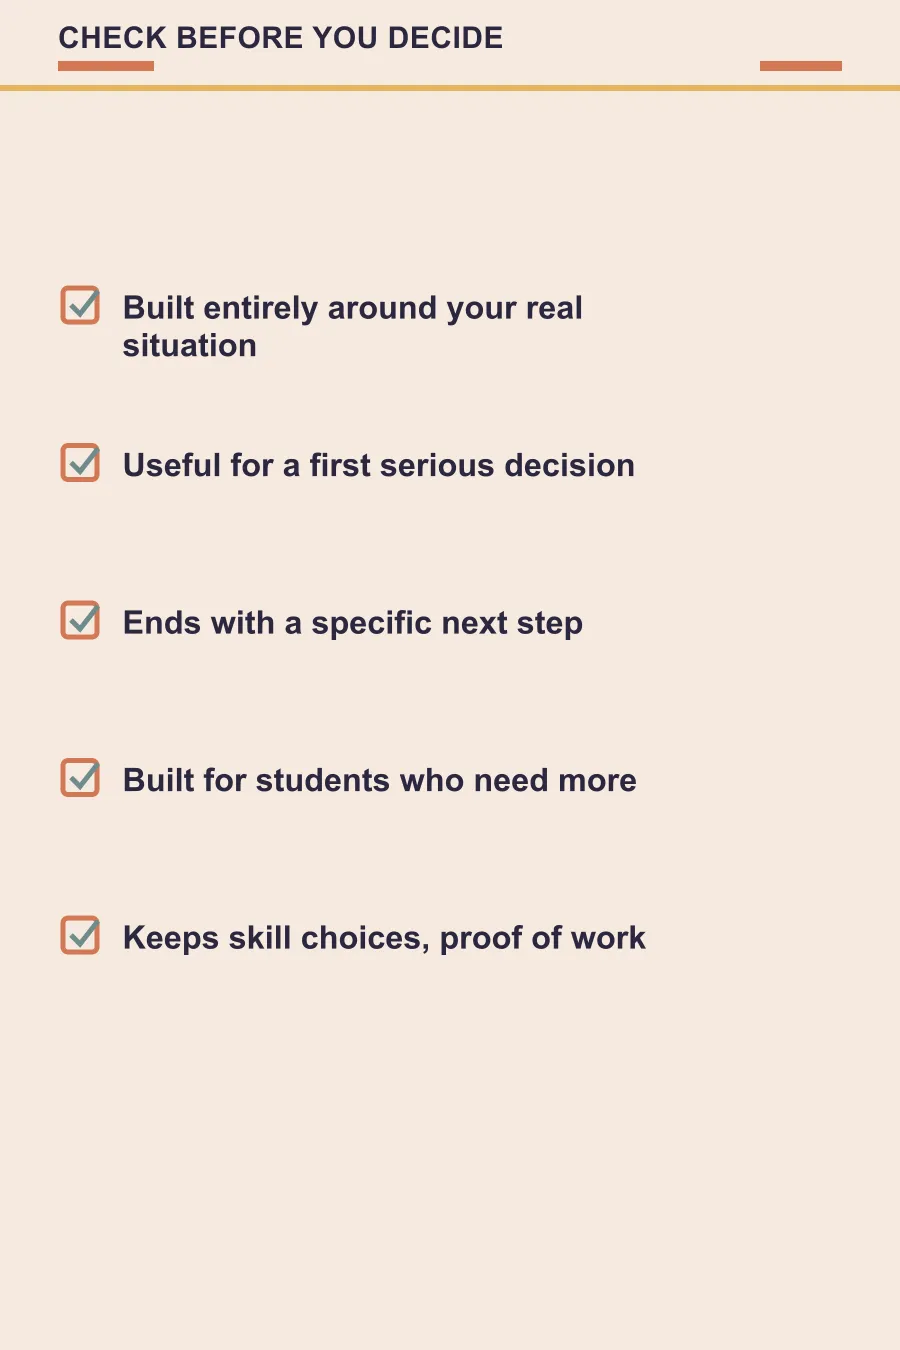 CHECK BEFORE YOU DECIDE
Built entirely around your real
situation
Useful for a first serious decision
Ends with a specific next step
Built for students who need more
Keeps skill choices, proof of work